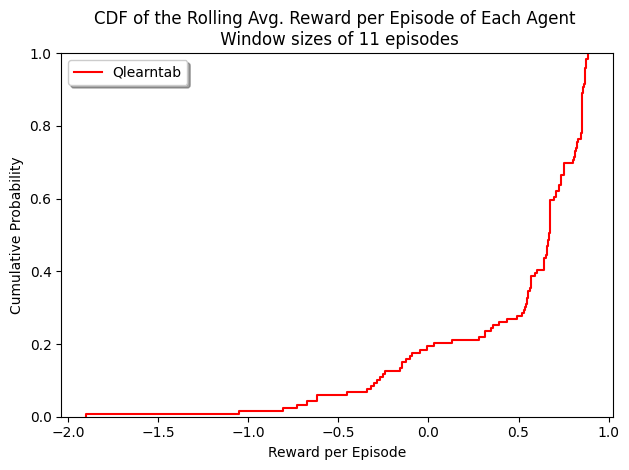 CDF of the Rolling Avg. Reward per Episode of Each Agent
Window sizes of 11 episodes
Qlearntab
Cumulative Probability
1.0
0.8
0.6
0.4
0.2
0.0
−2.0 −1.5 −1.0 −0.5 0.0 0.5 1.0
Reward per Episode